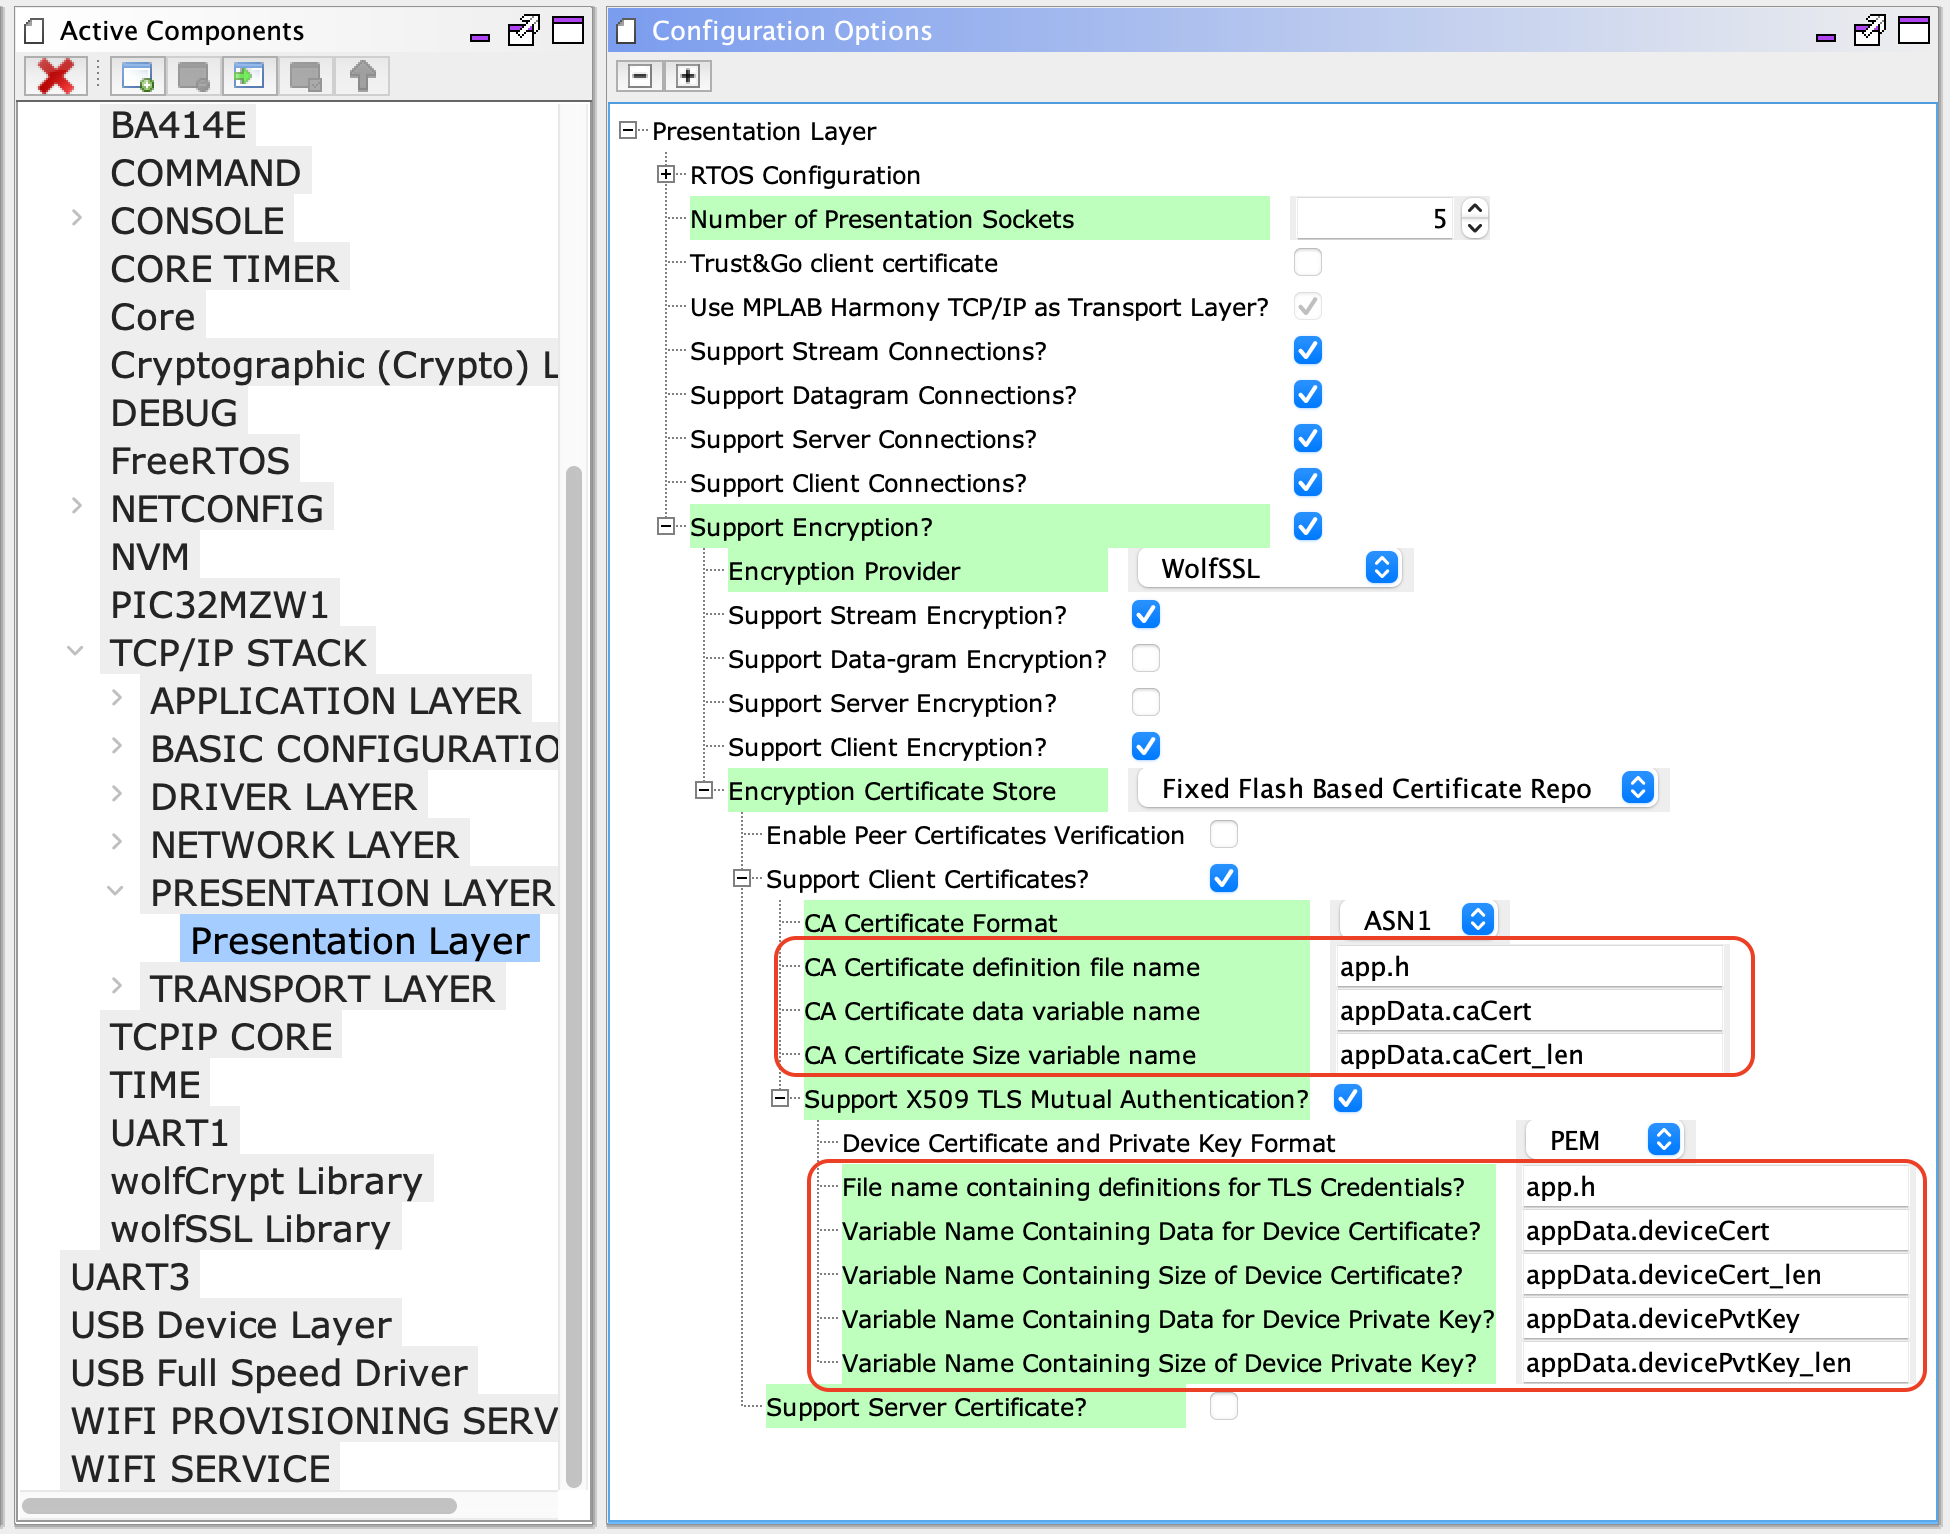 Active Components
BA414E
COMMAND
CONSOLE
CORE TIMER
Core
Cryptographic (Crypto) L
DEBUG
FreeRTOS
NETCONFIG
NVM
PIC32MZW1
TCP/IP STACK
APPLICATION LAYER
BASIC CONFIGURATIO
DRIVER LAYER
NETWORK LAYER
PRESENTATION LAYER
Presentation Layer
TRANSPORT LAYER
TCPIP CORE
TIME
UART1
wolfCrypt Library
wolfSSL Library
UART3
USB Device Layer
USB Full Speed Driver
WIFI PROVISIONING SERV
WIFI SERVICE
Configuration Options
Presentation Layer
RTOS Configuration
Number of Presentation Sockets 5
Trust&Go client certificate
Use MPLAB Harmony TCP/IP as Transport Layer?
Support Stream Connections?
Support Datagram Connections?
Support Server Connections?
Support Client Connections?
Support Encryption?
Encryption Provider WolfSSL
Support Stream Encryption?
Support Data-gram Encryption?
Support Server Encryption?
Support Client Encryption?
Encryption Certificate Store Fixed Flash Based Certificate Repo
Enable Peer Certificates Verification
Support Client Certificates?
CA Certificate Format ASN1
CA Certificate definition file name app.h
CA Certificate data variable name appData.caCert
CA Certificate Size variable name appData.caCert_len
Support X509 TLS Mutual Authentication?
Device Certificate and Private Key Format PEM
File name containing definitions for TLS Credentials? app.h
Variable Name Containing Data for Device Certificate? appData.deviceCert
Variable Name Containing Size of Device Certificate? appData.deviceCert_len
Variable Name Containing Data for Device Private Key? appData.devicePvtKey
Variable Name Containing Size of Device Private Key? appData.devicePvtKey_len
Support Server Certificate?